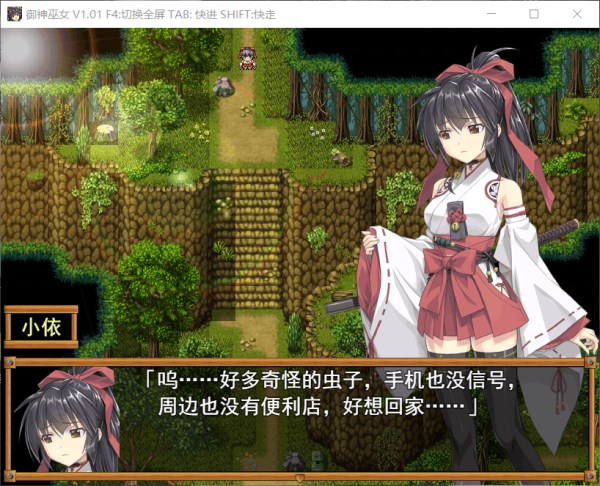 御神巫女 V1.01 F4:切换全屏 TAB: 快进 SHIFT:快走
小依
「呜……好多奇怪的虫子，手机也没信号，
周边也没有便利店，好想回家……」